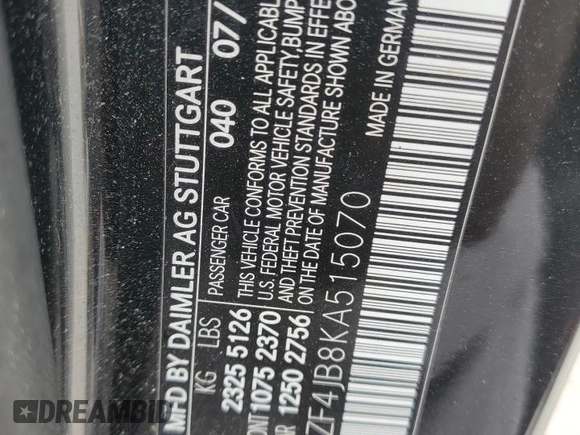 MFD BY DAIMLER AG STUTTGART
040 07/
KG LBS PASSENGER CAR
2325 5126
1075 2370
1250 2756
THIS VEHICLE CONFORMS TO ALL APPLICABLE
U.S. FEDERAL MOTOR VEHICLE SAFETY, BUMP
AND THEFT PREVENTION STANDARDS IN EFFE
ON THE DATE OF MANUFACTURE SHOWN ABO
MADE IN GERMAN
ZF4JB8KA515070
DREAMBID